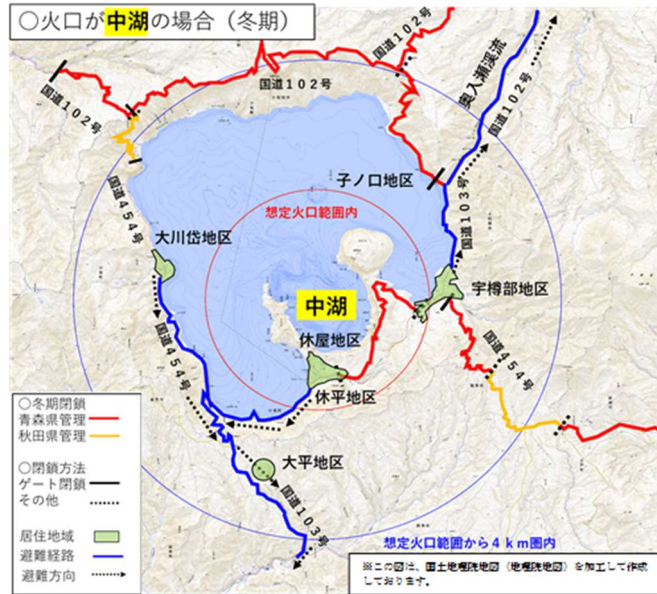 ○火口が中湖の場合（冬期）
国道１０２号
国道１０２号
国道１０２号
奥入瀬渓流
国道１０２号
子ノ口地区
国道４５４号
想定火口範囲内
国道１０３号
大川岱地区
宇樽部地区
中湖
国道４５４号
休屋地区
国道４５４号
休平地区
○冬期閉鎖
青森県管理
秋田県管理
○閉鎖方法
ゲート閉鎖
その他
大平地区
国道１０３号
居住地域
避難経路
避難方向
想定火口範囲から４ｋｍ圏内
※この図は、国土地理院地図（地理院地図）を加工して作成
しております。